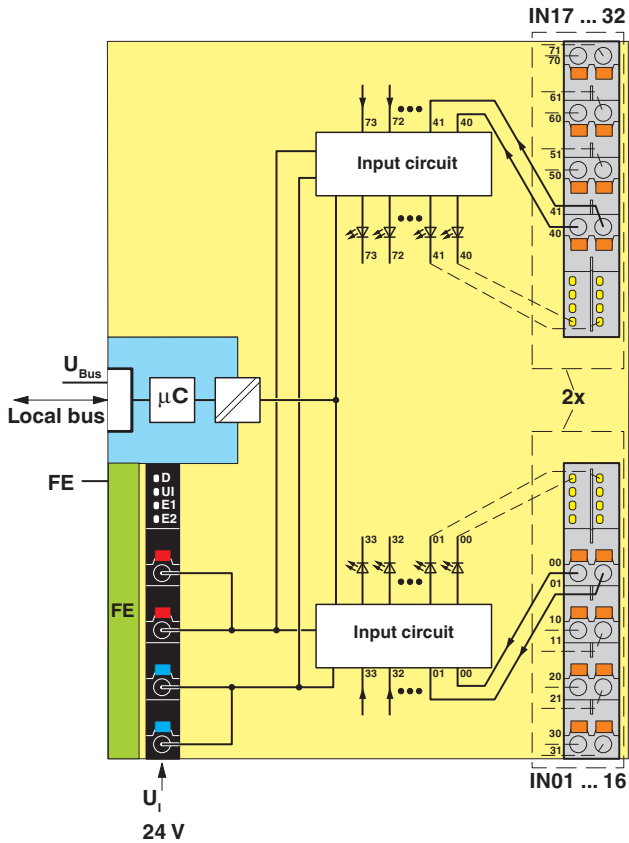 IN17 ... 32
71
70
61
60
51
50
41
40
73
72
41
40
Input circuit
73
72
41
40
U Bus
µC
Local bus
2x
FE
D
UI
E1
E2
FE
33
32
01
00
Input circuit
33
32
01
00
00
01
10
11
20
21
30
31
IN01 ... 16
U I
24 V